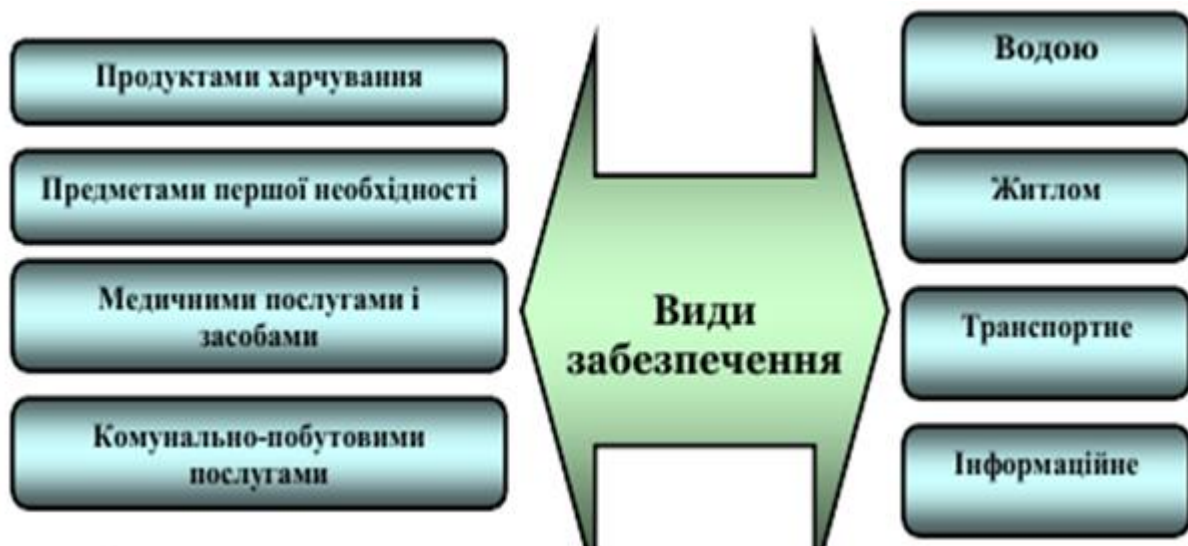 Продуктами харчування
Предметами першої необхідності
Медичними послугами і
засобами
Комунально-побутовими
послугами
Види
забезпечення
Водою
Житлом
Транспортне
Інформаційне